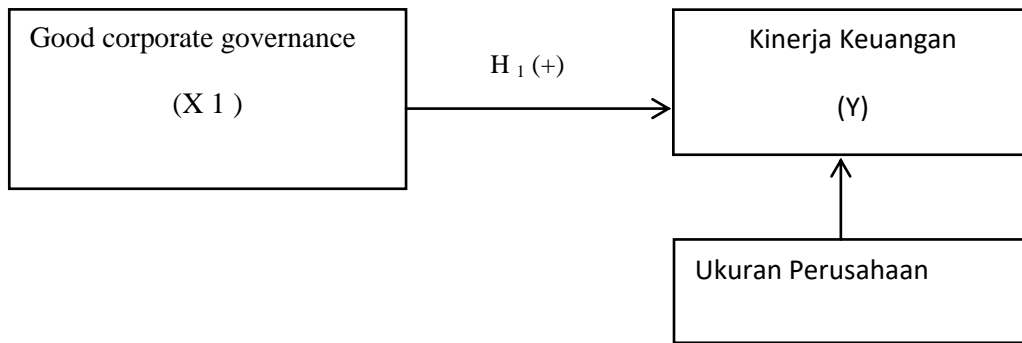 Good corporate governance
(X 1 )
H 1 (+)
Kinerja Keuangan
(Y)
Ukuran Perusahaan